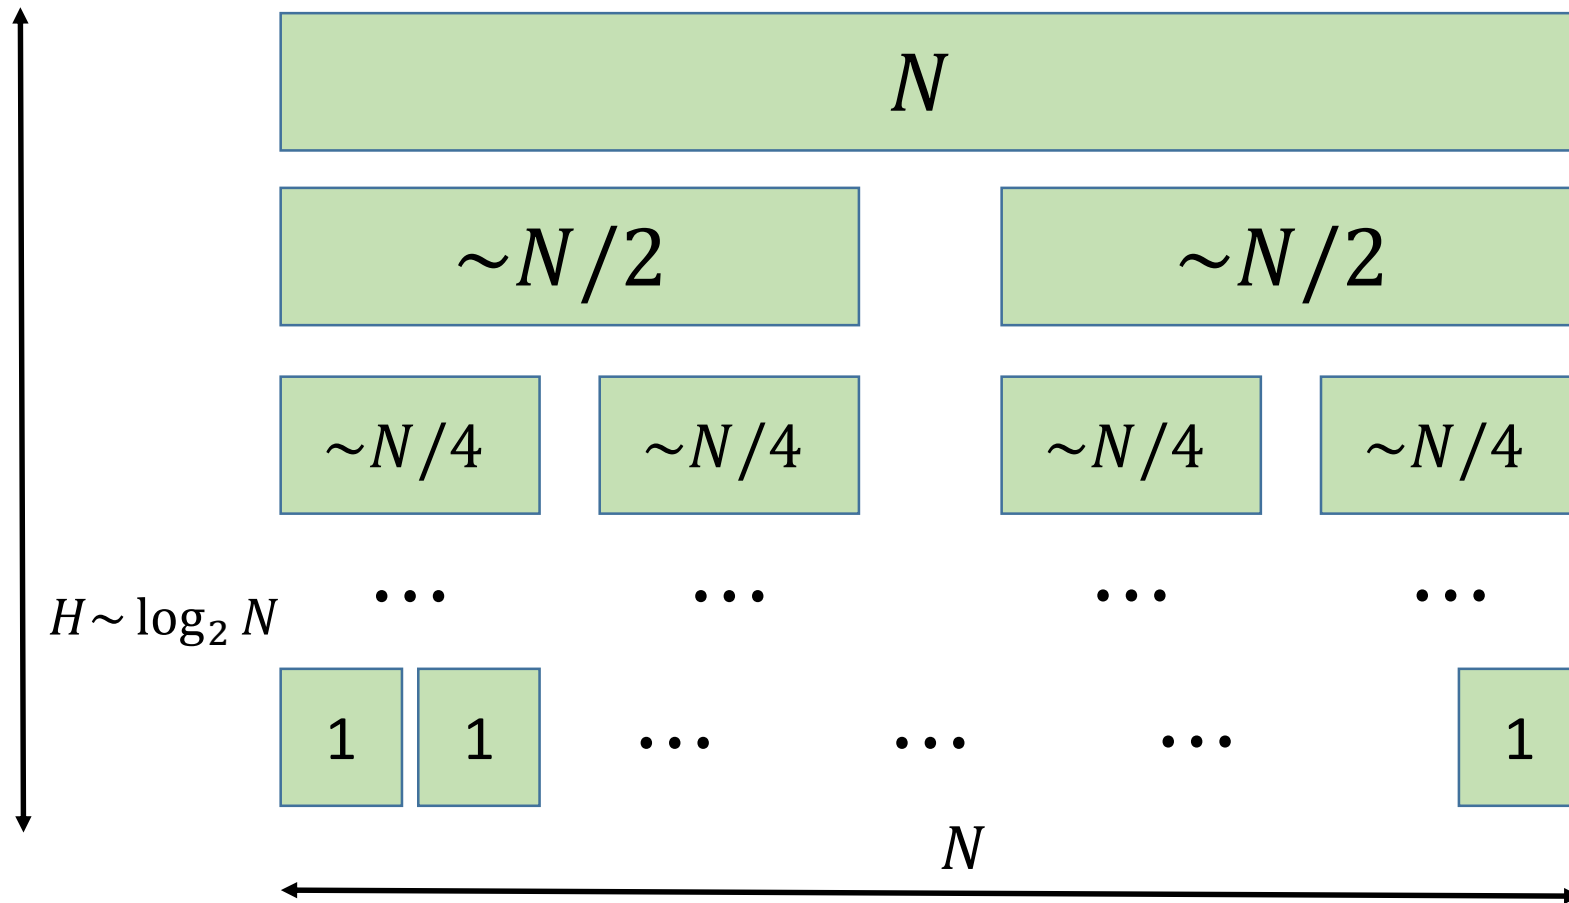 N
~N/2 ~N/2
~N/4 ~N/4 ~N/4 ~N/4
... ... ... ...
H~ log₂ N
1 1 ... ... ... 1
N